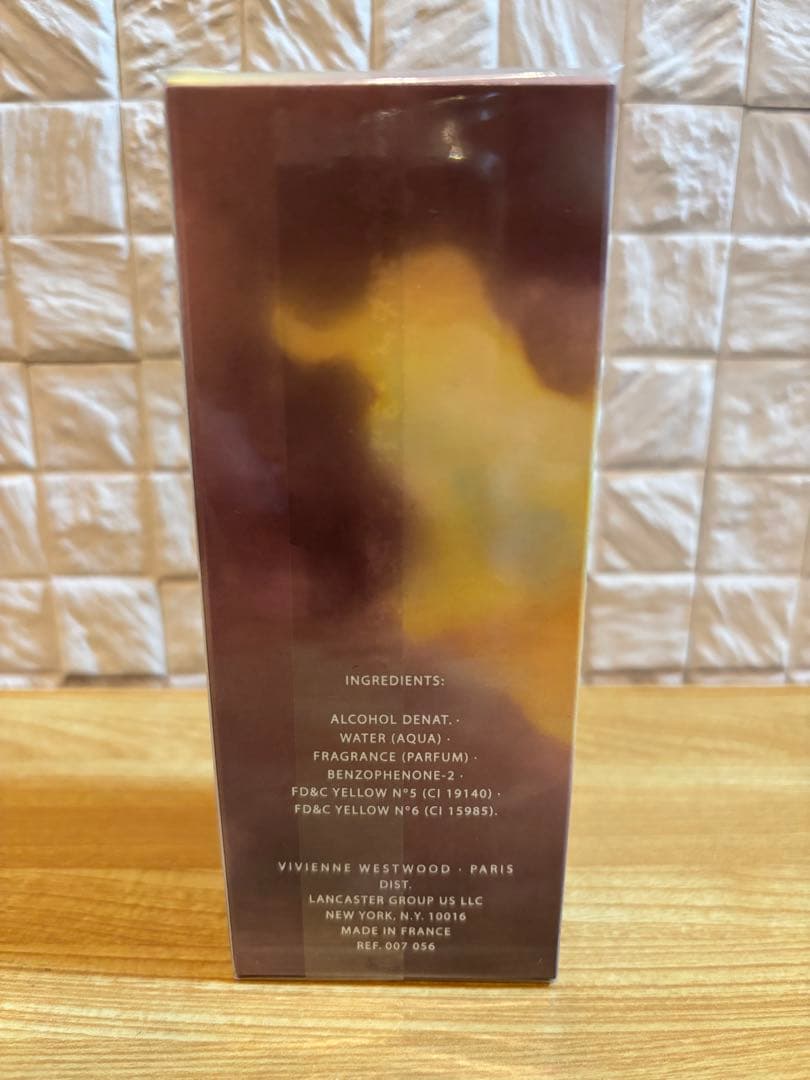 INGREDIENTS:
ALCOHOL DENAT. ·
WATER (AQUA) ·
FRAGRANCE (PARFUM) ·
BENZOPHENONE-2 ·
FD&C YELLOW N°5 (CI 19140) ·
FD&C YELLOW N°6 (CI 15985).
VIVIENNE WESTWOOD · PARIS
DIST.
LANCASTER GROUP US LLC
NEW YORK, N.Y. 10016
MADE IN FRANCE
REF. 007 056